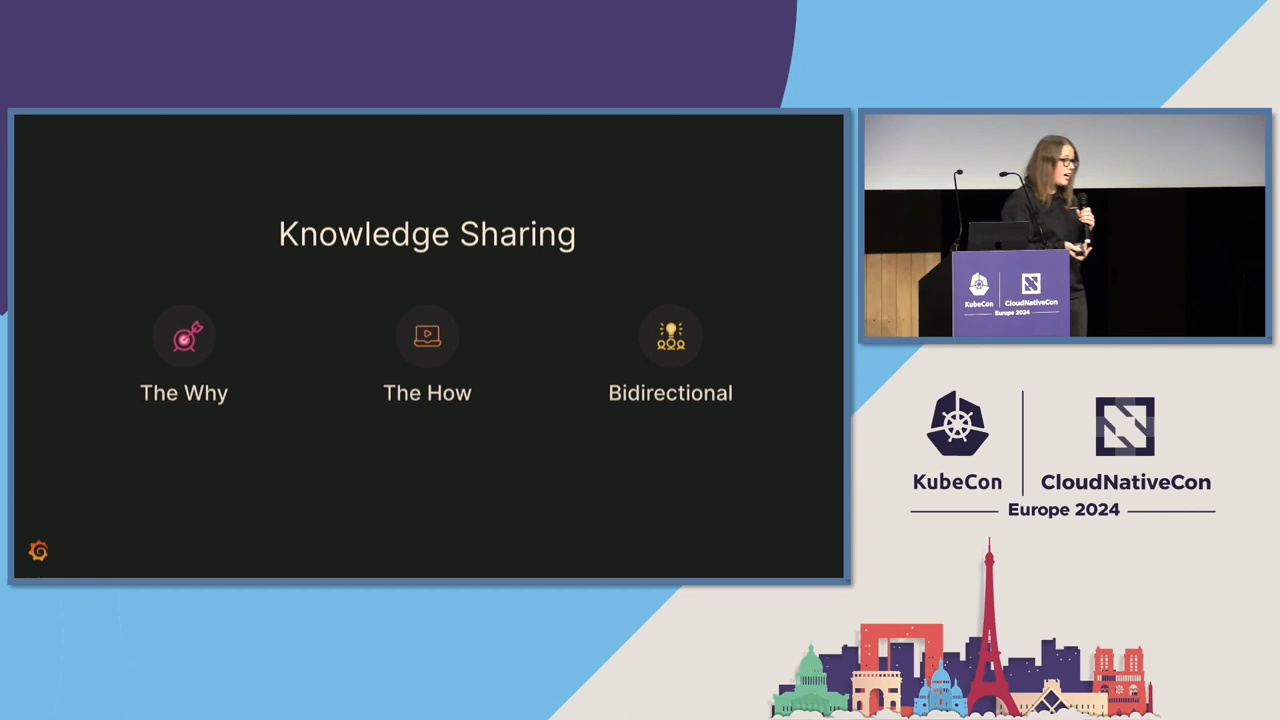 Knowledge Sharing
The Why
The How
Bidirectional
KubeCon
CloudNativeCon
Europe 2024
KubeCon
CloudNativeCon
Europe 2024